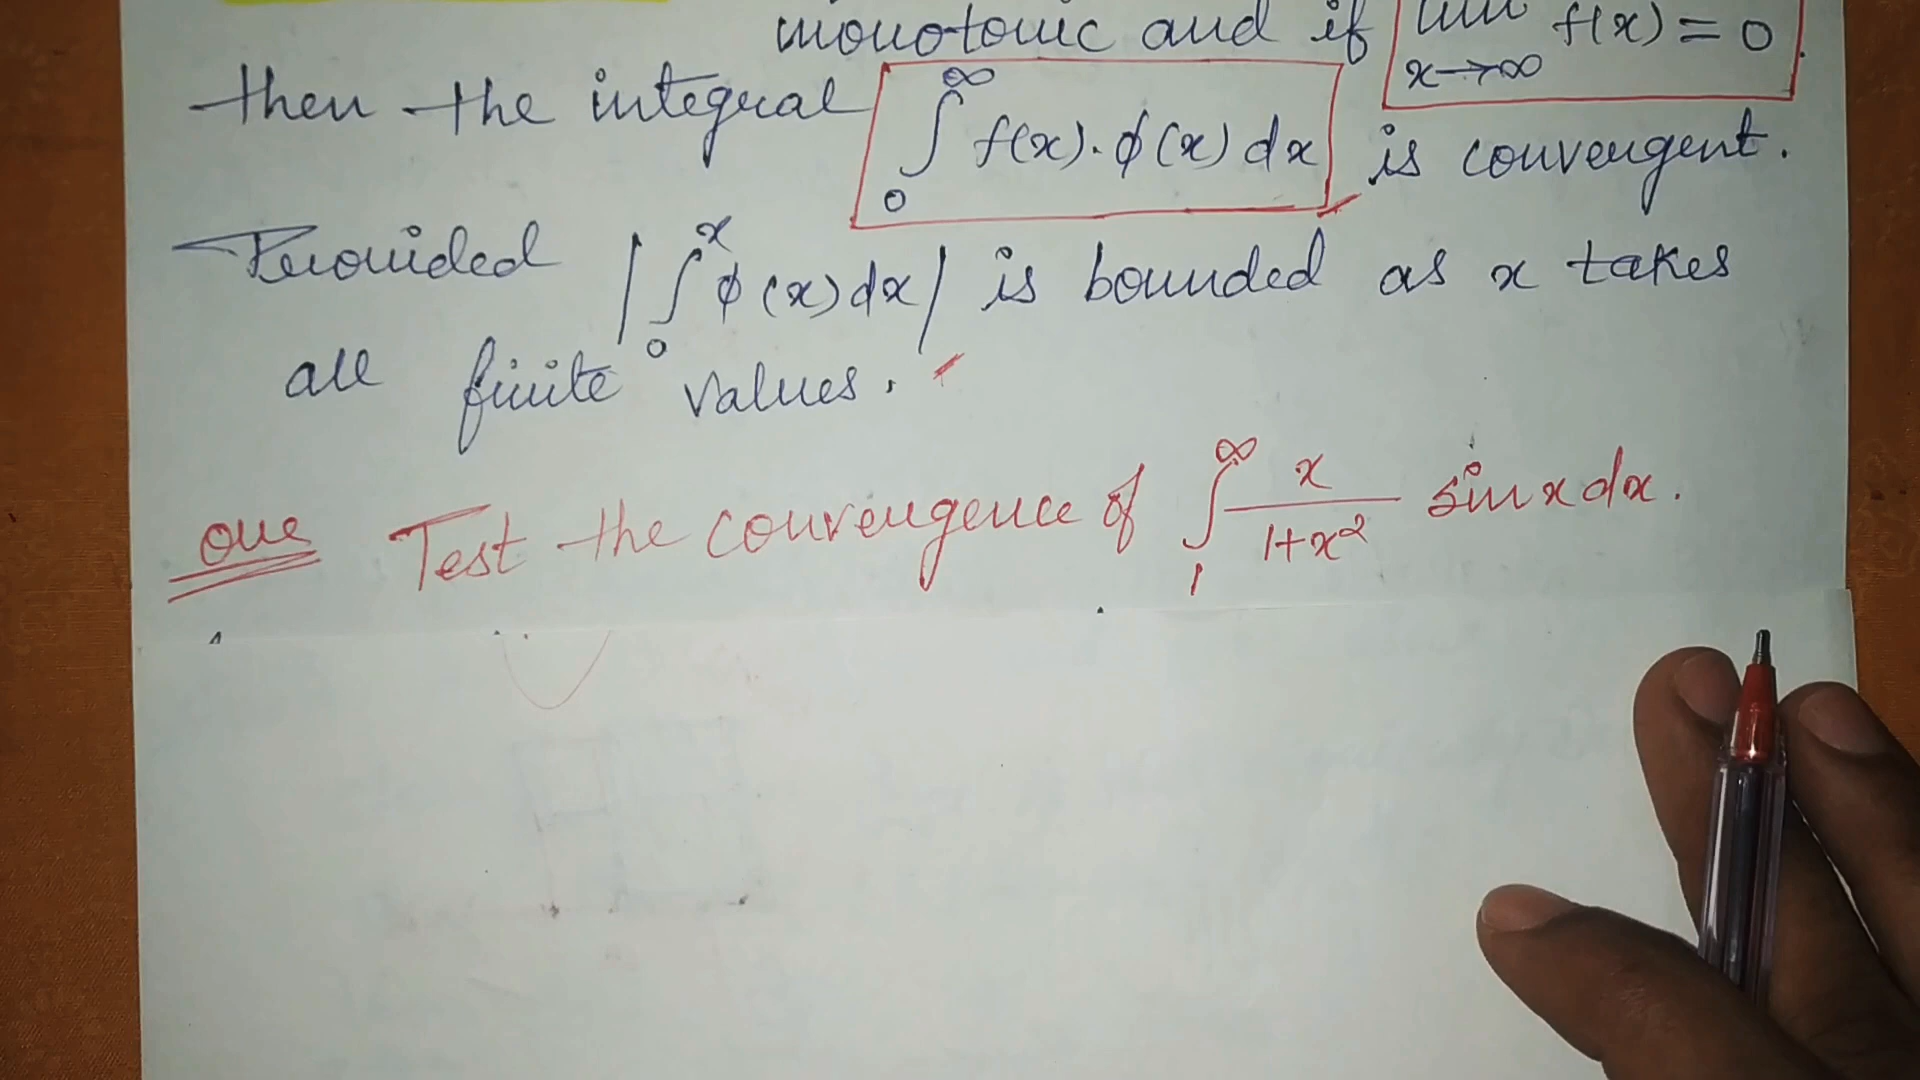 monotonic and if lim f(x) = 0
x→∞
then the integral ∫₀^∞ f(x).φ(x) dx is convergent.
Provided |∫₀^x φ(x)dx| is bounded as x takes
all finite values.
Que Test the convergence of ∫₁^∞ x/(1+x²) sinx dx.